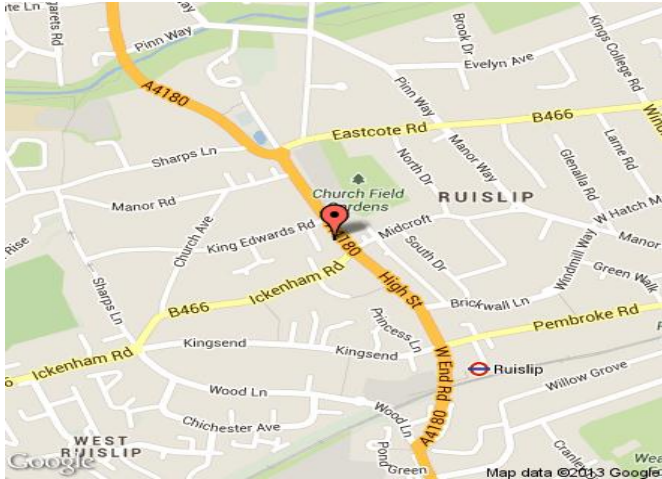 Pinn Way
Brook Dr
Evelyn Ave
Kings College Rd
Pinn Way
A4180
B466
Eastcote Rd
Sharps Ln
North Dr
Manor Way
Larne Rd
Glenalla Rd
Church Field
Gardens
RUISLIP
Manor Rd
Church Ave
King Edwards Rd
Midcroft
W Hatch M
Manor
Rise
South Dr
Windmill Way
Green Walk
Ickenham Rd
High St
Sharps Ln
B466
Brickwall Ln
Princess Ln
Pembroke Rd
Ickenham Rd
Kingsend
Kingsend
W End Rd
Ruislip
Wood Ln
Willow Grove
Chichester Ave
Wood Ln
A4180
WEST
RUISLIP
Pond
Green
Cranley
Google
Map data ©2013 Google